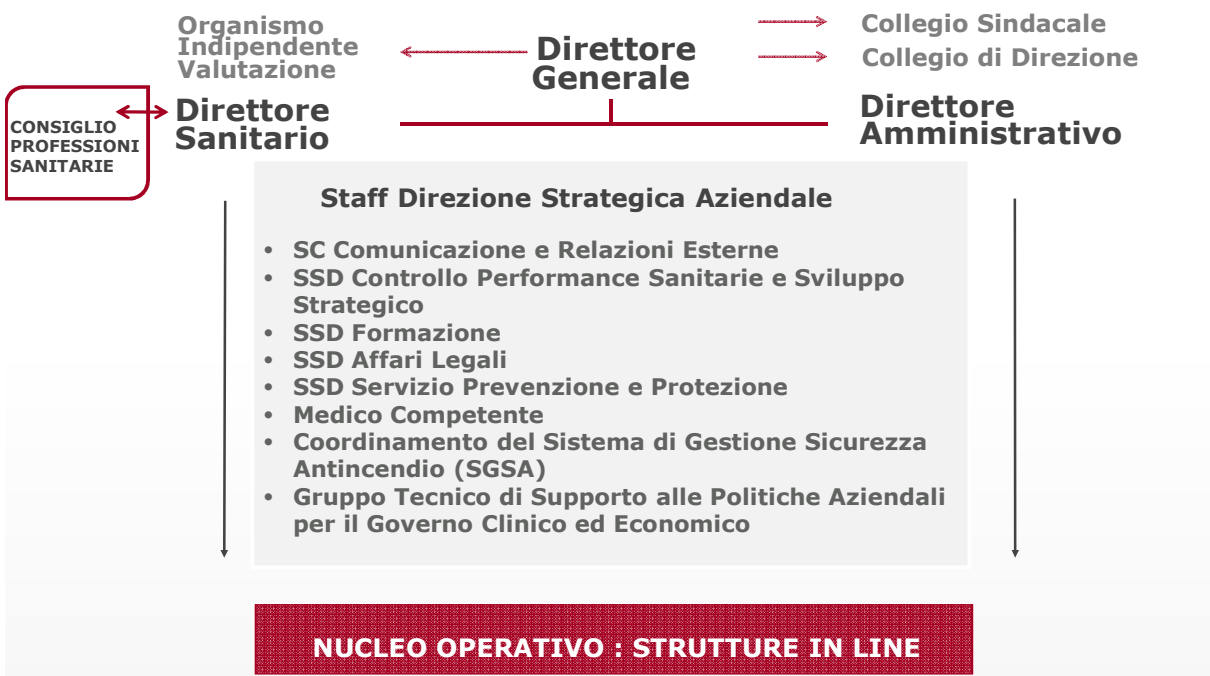 Organismo
Indipendente
Valutazione
Direttore
Generale
Collegio Sindacale
Collegio di Direzione
CONSIGLIO
PROFESSIONI
SANITARIE
Direttore
Sanitario
Direttore
Amministrativo
Staff Direzione Strategica Aziendale
• SC Comunicazione e Relazioni Esterne
• SSD Controllo Performance Sanitarie e Sviluppo
Strategico
• SSD Formazione
• SSD Affari Legali
• SSD Servizio Prevenzione e Protezione
• Medico Competente
• Coordinamento del Sistema di Gestione Sicurezza
Antincendio (SGSA)
• Gruppo Tecnico di Supporto alle Politiche Aziendali
per il Governo Clinico ed Economico
NUCLEO OPERATIVO : STRUTTURE IN LINE